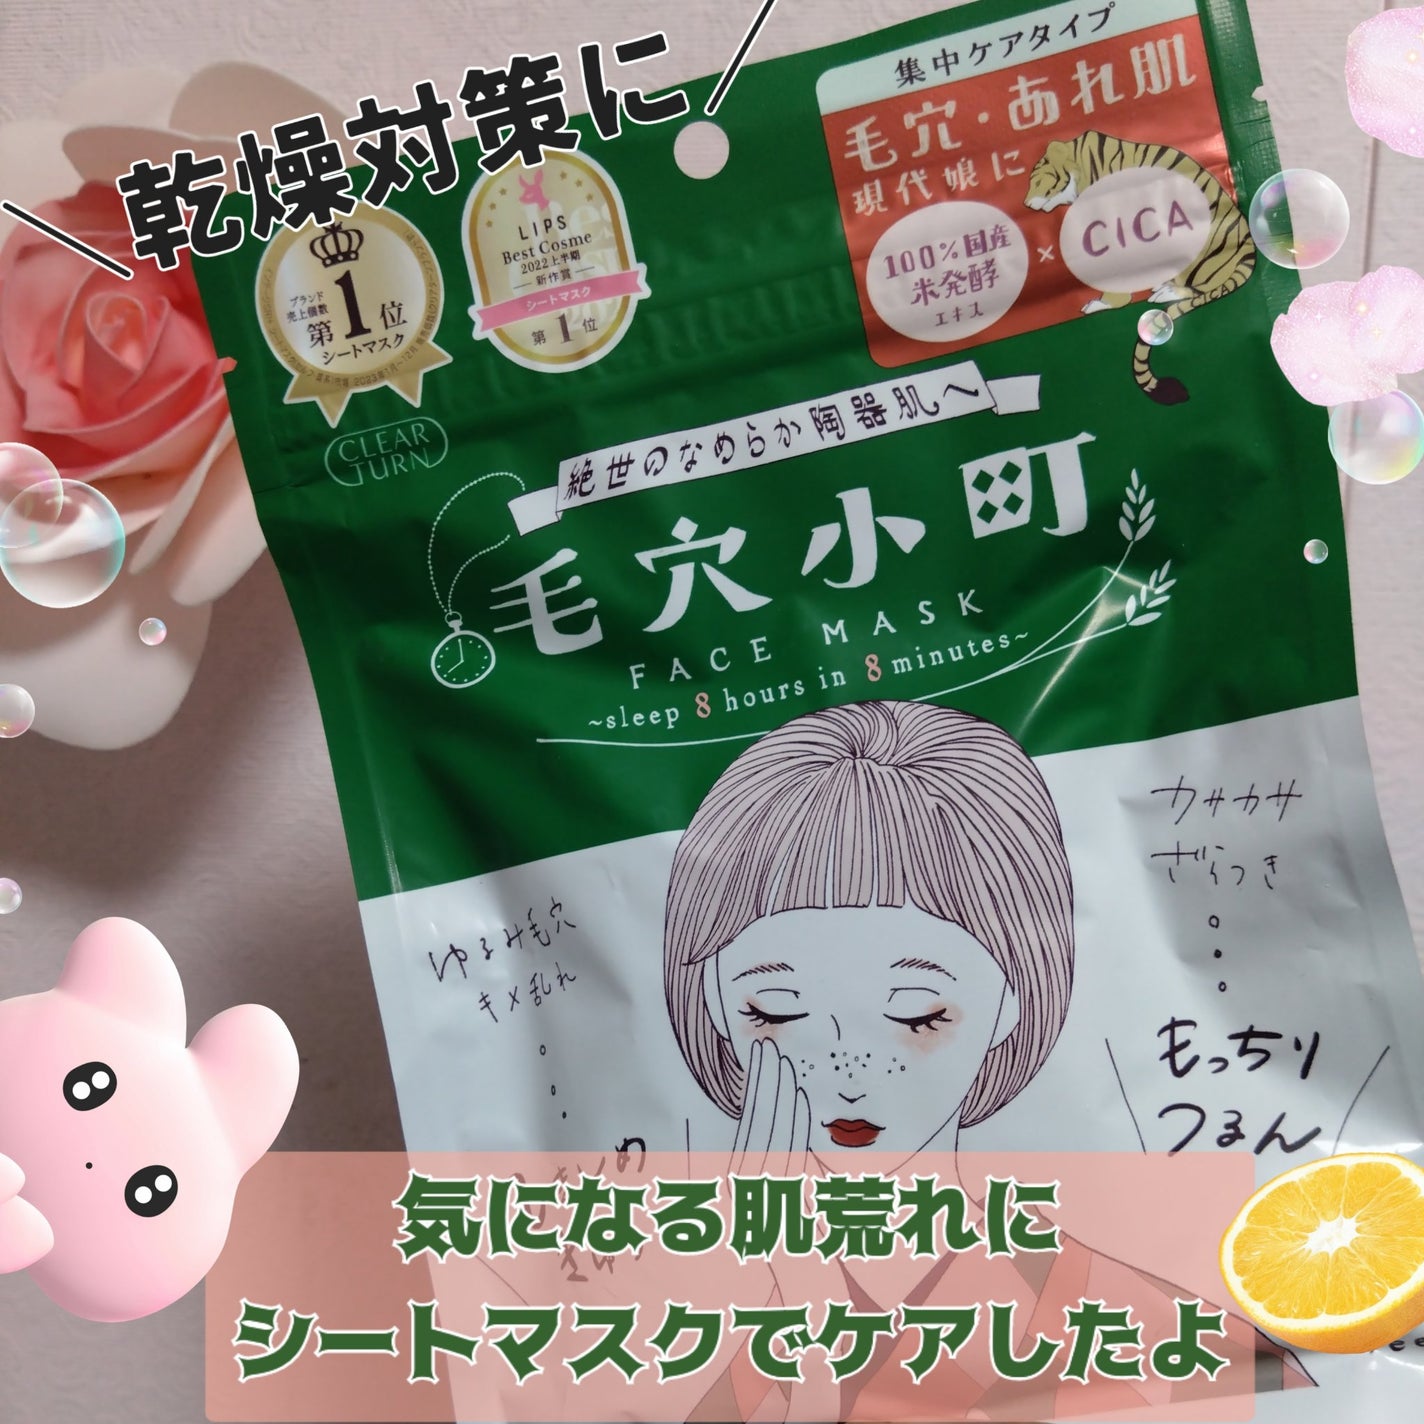 乾燥対策に
集中ケアタイプ
毛穴・あれ肌
現代娘に
100%国産
米発酵
エキス
×
CICA
CICA
ブランド
売上個数
第1位
シートマスク
LIPS
Best Cosme
2022上半期
新作賞
シートマスク
第1位
CLEAR
TURN
絶世のなめらか陶器肌へ
毛穴小町
FACE MASK
~sleep 8 hours in 8 minutes~
カサカサ
ざらつき
もっちり
つるん
ゆるみ毛穴
キメ乱れ
気になる肌荒れに
シートマスクでケアしたよ